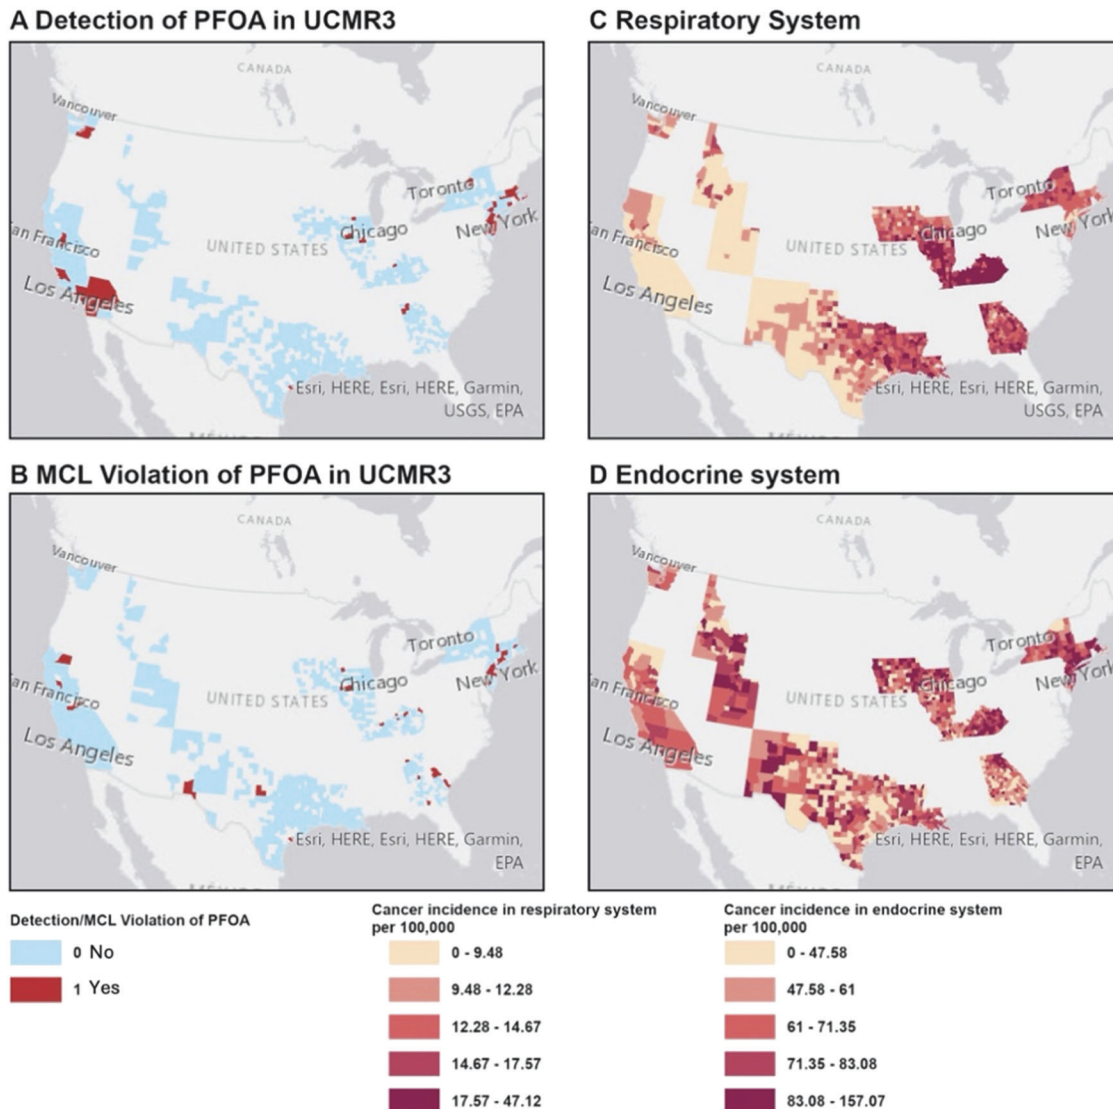 A Detection of PFOA in UCMR3
CANADA
Vancouver
Toronto
Chicago
New York
an Francisco
UNITED STATES
Los Angeles
Esri, HERE, Esri, HERE, Garmin,
USGS, EPA
C Respiratory System
CANADA
Vancouver
Toronto
Chicago
New York
an Francisco
UNITED STATES
Los Angeles
Esri, HERE, Esri, HERE, Garmin,
USGS, EPA
B MCL Violation of PFOA in UCMR3
CANADA
Vancouver
Toronto
Chicago
New York
an Francisco
UNITED STATES
Los Angeles
Esri, HERE, Esri, HERE, Garmin,
EPA
D Endocrine system
CANADA
Vancouver
Toronto
Chicago
New York
an Francisco
UNITED STATES
Los Angeles
Esri, HERE, Esri, HERE, Garmin,
EPA
Detection/MCL Violation of PFOA
0 No
1 Yes
Cancer incidence in respiratory system
per 100,000
0 - 9.48
9.48 - 12.28
12.28 - 14.67
14.67 - 17.57
17.57 - 47.12
Cancer incidence in endocrine system
per 100,000
0 - 47.58
47.58 - 61
61 - 71.35
71.35 - 83.08
83.08 - 157.07